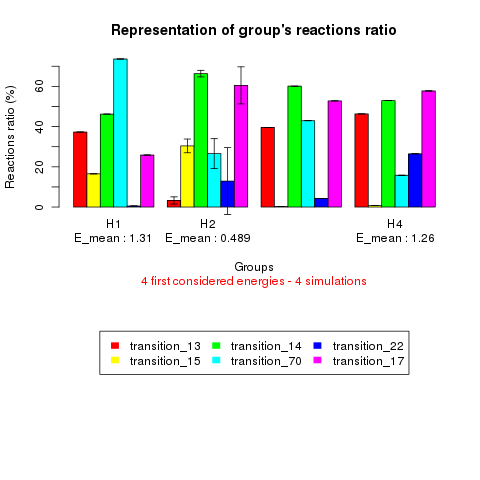 Representation of group's reactions ratio
Reactions ratio (%)
60
40
20
0
H1 H2 H4
E_mean : 1.31 E_mean : 0.489 E_mean : 1.26
Groups
4 first considered energies - 4 simulations
transition_13 transition_14 transition_22
transition_15 transition_70 transition_17